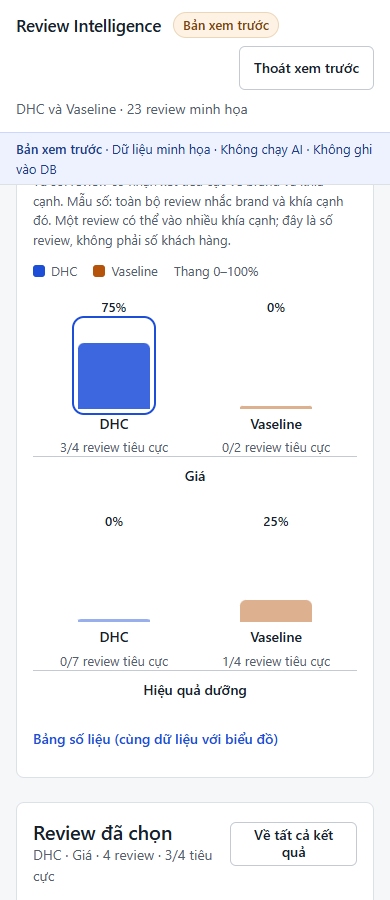 Review Intelligence Bản xem trước
Thoát xem trước
DHC và Vaseline · 23 review minh họa
Bản xem trước · Dữ liệu minh họa · Không chạy AI · Không ghi
vào DB
cạnh. Mẫu số: toàn bộ review nhắc brand và khía cạnh
đó. Một review có thể vào nhiều khía cạnh; đây là số
review, không phải số khách hàng.
DHC Vaseline Thang 0–100%
75% 0%
DHC Vaseline
3/4 review tiêu cực 0/2 review tiêu cực
Giá
0% 25%
DHC Vaseline
0/7 review tiêu cực 1/4 review tiêu cực
Hiệu quả dưỡng
Bảng số liệu (cùng dữ liệu với biểu đồ)
Review đã chọn
Về tất cả kết
quả
DHC · Giá · 4 review · 3/4 tiêu
cực